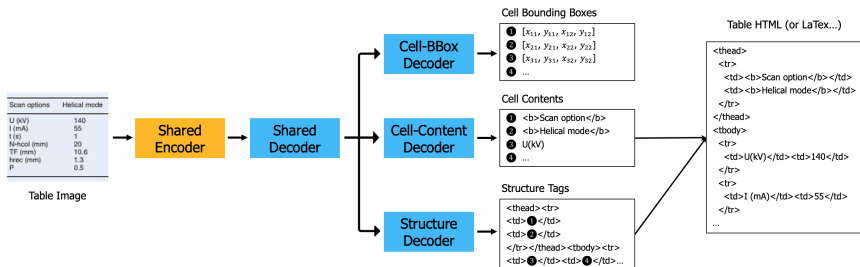 Scan options Helical mode
U (kV) 140
I (mA) 55
t (s) 1
N•hcol (mm) 20
TF (mm) 10.6
hrec (mm) 1.3
P 0.5
Table Image
Shared
Encoder
Shared
Decoder
Cell-BBox
Decoder
Cell-Content
Decoder
Structure
Decoder
Cell Bounding Boxes
❶ [x₁₁, y₁₁, x₁₂, y₁₂]
❷ [x₂₁, y₂₁, x₂₂, y₂₂]
❸ [x₃₁, y₃₁, x₃₂, y₃₂]
❹ ...
Cell Contents
❶ <b>Scan option</b>
❷ <b>Helical mode</b>
❸ U(kV)
❹ ...
Structure Tags
<thead><tr>
<td>❶</td>
<td>❷</td>
</tr></thead><tbody><tr>
<td>❸</td><td>❹</td>...
Table HTML (or LaTex...)
<thead>
<tr>
<td><b>Scan option</b></td>
<td><b>Helical mode</b></td>
</tr>
</thead>
<tbody>
<tr>
<td>U(kV)</td><td>140</td>
</tr>
<tr>
<td>I (mA)</td><td>55</td>
</tr>
...